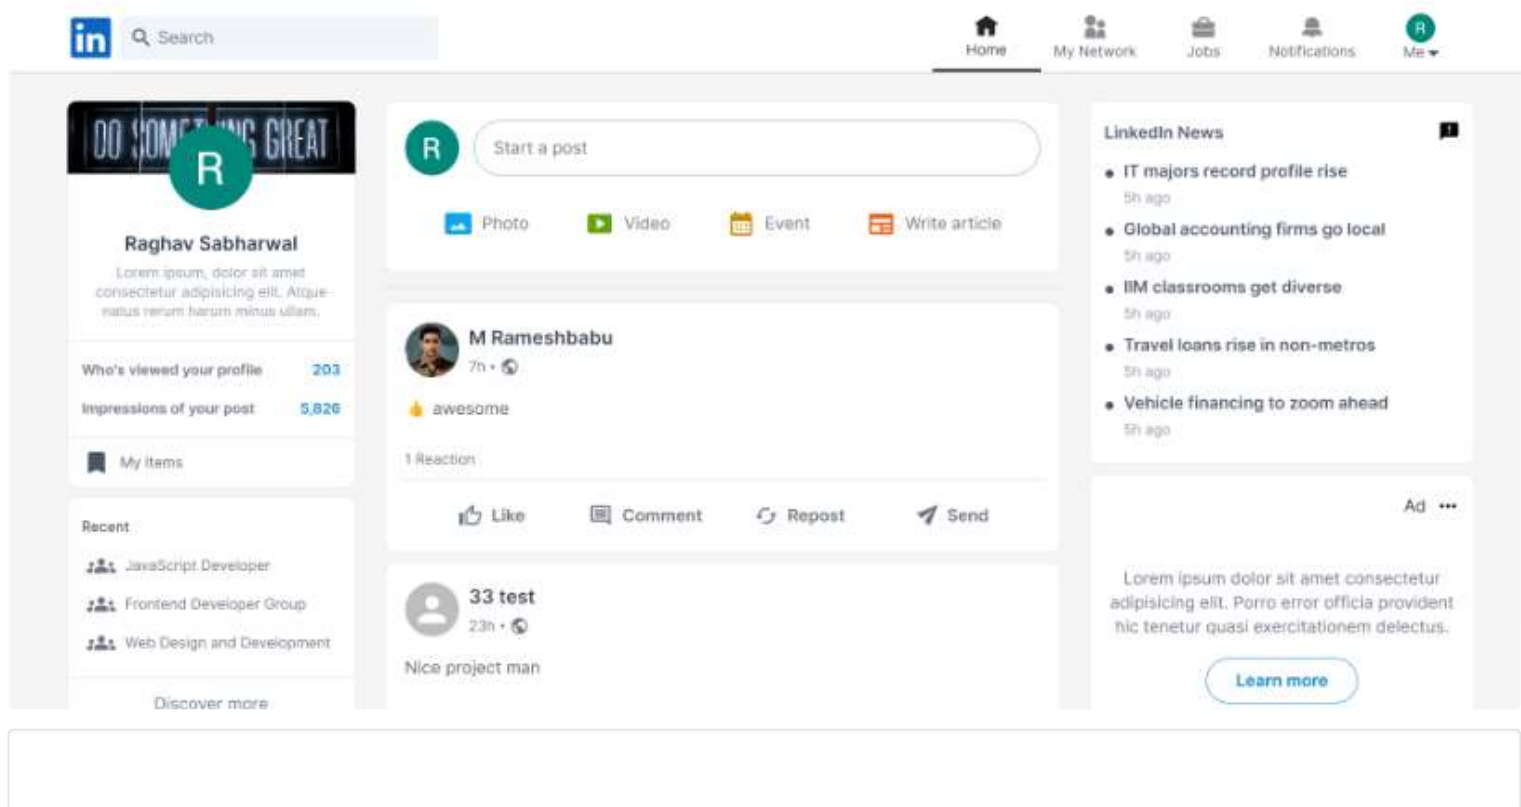 in
Search
Home
My Network
Jobs
Notifications
R
Me
DO SOMETHING GREAT
R
Raghav Sabharwal
Lorem ipsum, dolor sit amet
consectetur adipisicing elit. Atque
natus rerum harum minus ullam.
Who's viewed your profile 203
Impressions of your post 5,826
My Items
Recent
JavaScript Developer
Frontend Developer Group
Web Design and Development
Discover more
R
Start a post
Photo
Video
Event
Write article
M Rameshbabu
7h •
👍 awesome
1 Reaction
Like
Comment
Repost
Send
33 test
23h •
Nice project man
LinkedIn News
• IT majors record profile rise
5h ago
• Global accounting firms go local
5h ago
• IIM classrooms get diverse
5h ago
• Travel loans rise in non-metros
5h ago
• Vehicle financing to zoom ahead
5h ago
Ad •••
Lorem ipsum dolor sit amet consectetur
adipisicing elit. Porro error officia provident
hic tenetur quasi exercitationem delectus.
Learn more